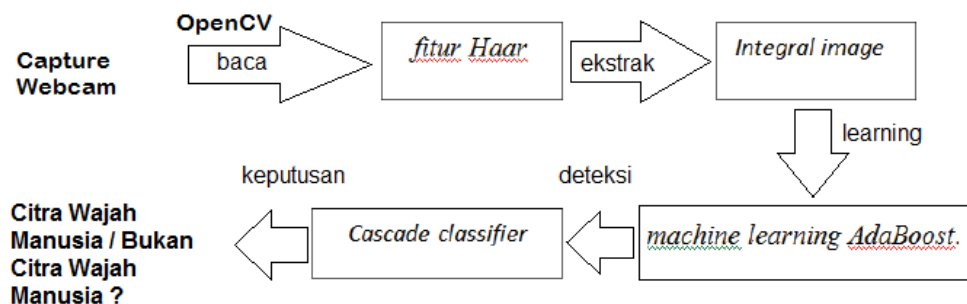 OpenCV
Capture
Webcam
baca
fitur Haar
ekstrak
Integral image
learning
keputusan
deteksi
Citra Wajah
Manusia / Bukan
Citra Wajah
Manusia ?
Cascade classifier
machine learning AdaBoost.